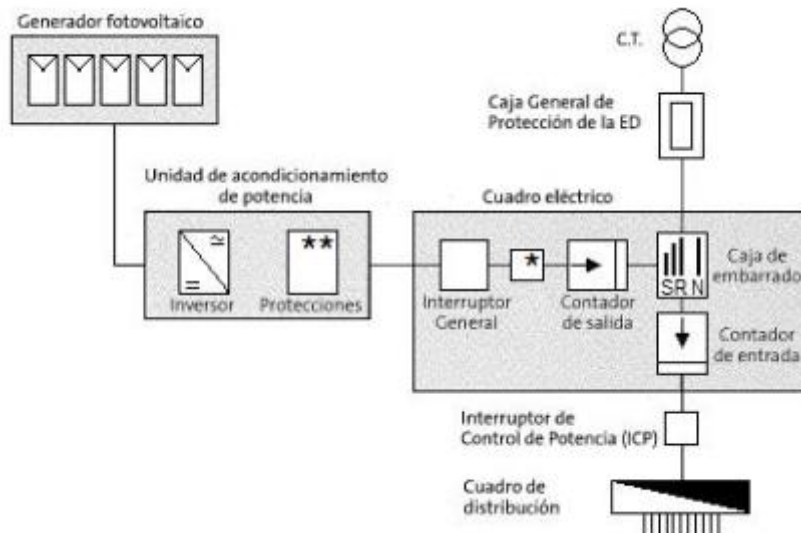 Generador fotovoltaico
C.T.
Caja General de
Protección de la ED
Unidad de acondicionamiento
de potencia
Cuadro eléctrico
**
*
Inversor
Protecciones
Interruptor
General
Contador
de salida
SRN
Caja de
embarrado
Contador
de entrada
Interruptor de
Control de Potencia (ICP)
Cuadro de
distribución